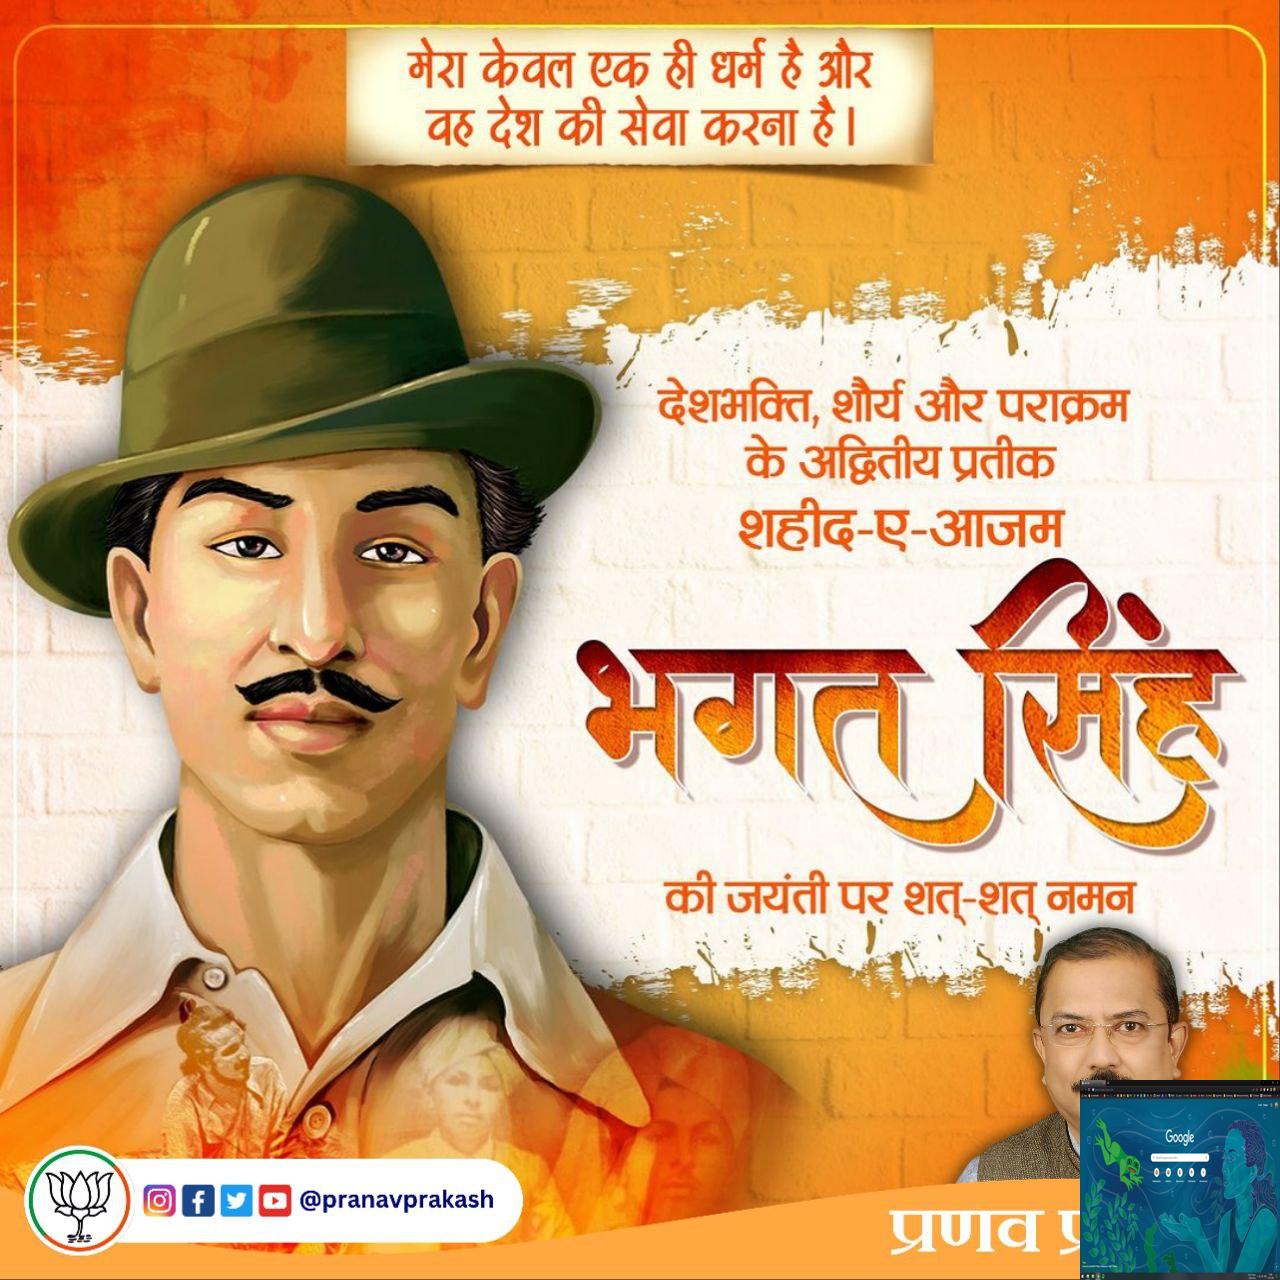 मेरा केवल एक ही धर्म है और
वह देश की सेवा करना है।
देशभक्ति, शौर्य और पराक्रम
के अद्वितीय प्रतीक
शहीद-ए-आजम
भगत सिंह
की जयंती पर शत्-शत् नमन
@pranavprakash
प्रणव
Google